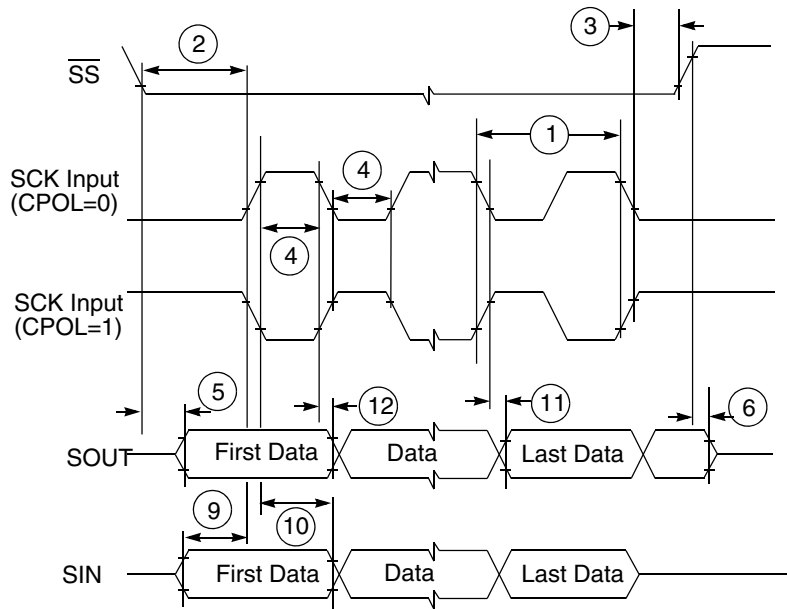 2
3
S̅S̅
1
SCK Input
(CPOL=0)
4
4
SCK Input
(CPOL=1)
5
12
11
6
SOUT
First Data
Data
Last Data
9
10
SIN
First Data
Data
Last Data